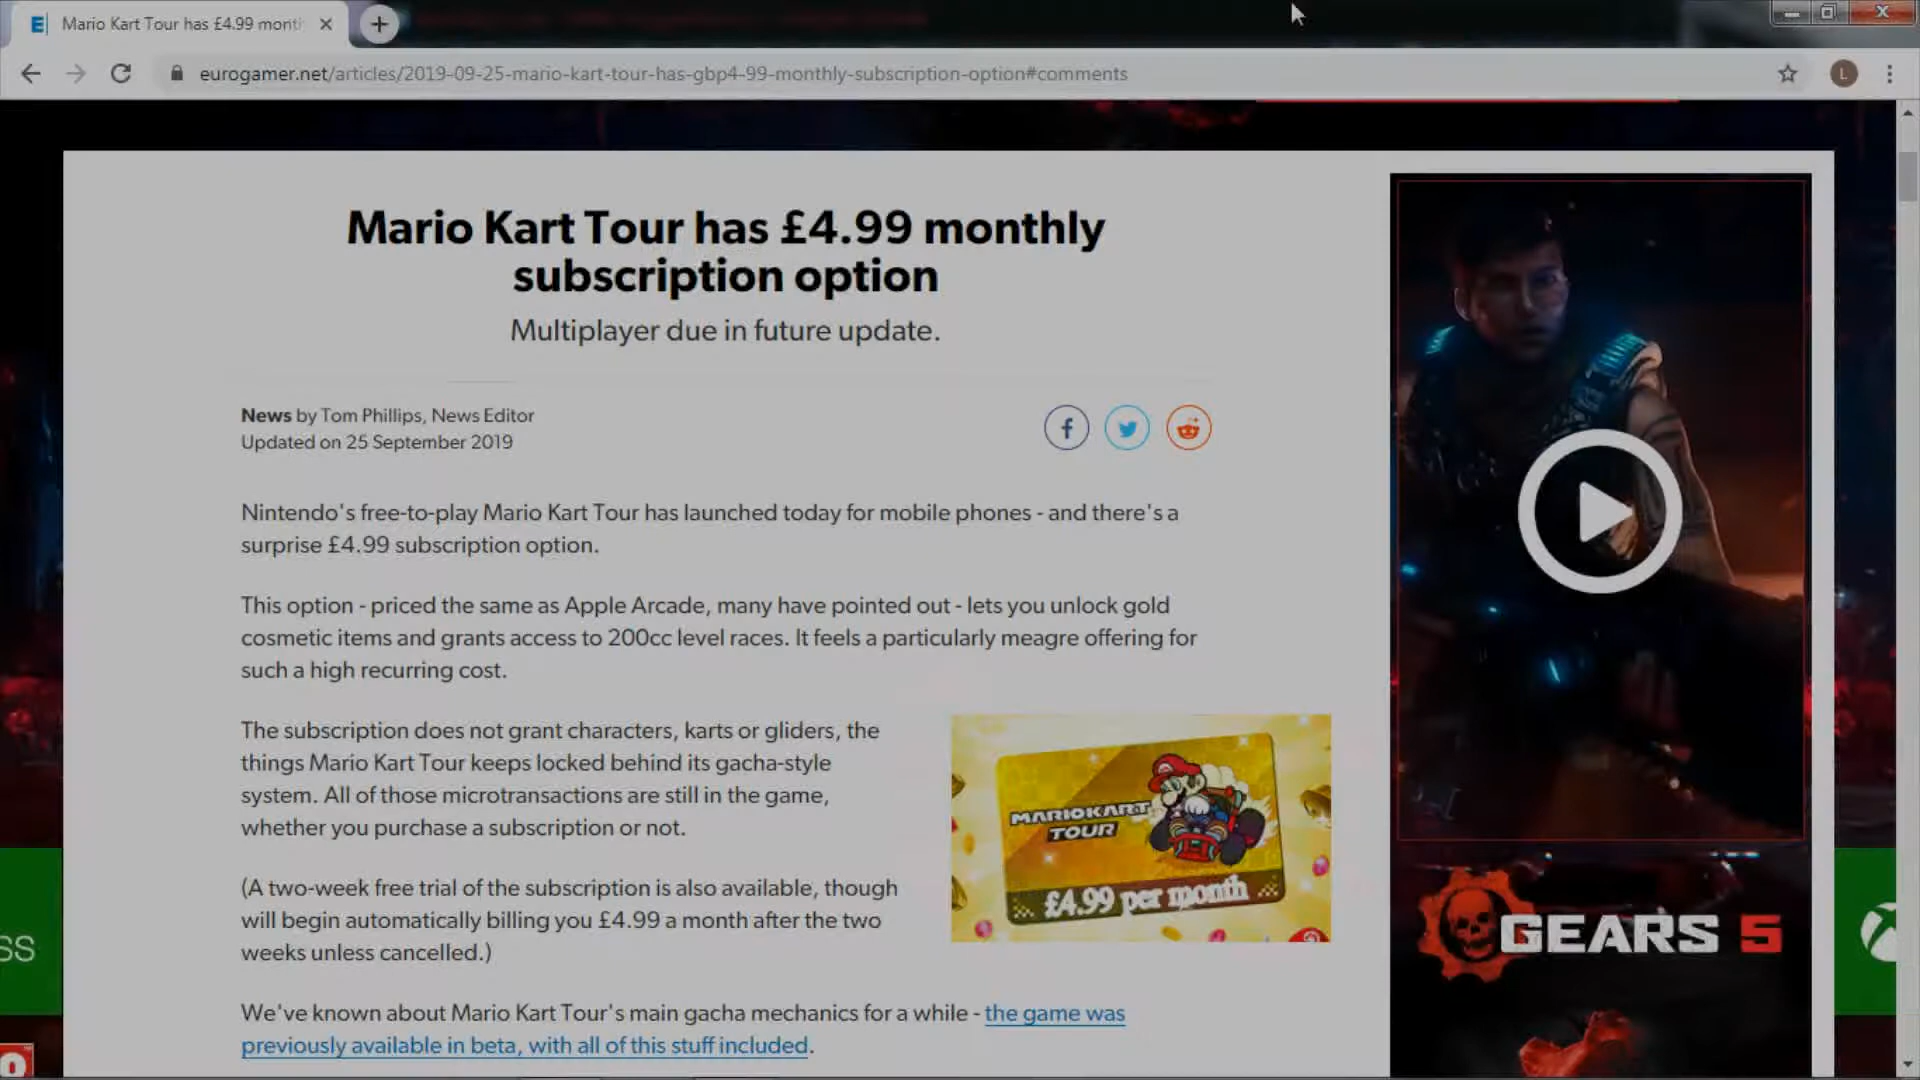 Mario Kart Tour has £4.99 mont
eurogamer.net/articles/2019-09-25-mario-kart-tour-has-gbp4-99-monthly-subscription-option#comments
L
Mario Kart Tour has £4.99 monthly
subscription option
Multiplayer due in future update.
News by Tom Phillips, News Editor
Updated on 25 September 2019
Nintendo's free-to-play Mario Kart Tour has launched today for mobile phones - and there's a
surprise £4.99 subscription option.
This option - priced the same as Apple Arcade, many have pointed out - lets you unlock gold
cosmetic items and grants access to 200cc level races. It feels a particularly meagre offering for
such a high recurring cost.
The subscription does not grant characters, karts or gliders, the
things Mario Kart Tour keeps locked behind its gacha-style
system. All of those microtransactions are still in the game,
whether you purchase a subscription or not.
MARIOKART
TOUR
£4.99 per month
(A two-week free trial of the subscription is also available, though
will begin automatically billing you £4.99 a month after the two
weeks unless cancelled.)
We've known about Mario Kart Tour's main gacha mechanics for a while - the game was
previously available in beta, with all of this stuff included.
GEARS 5
SS